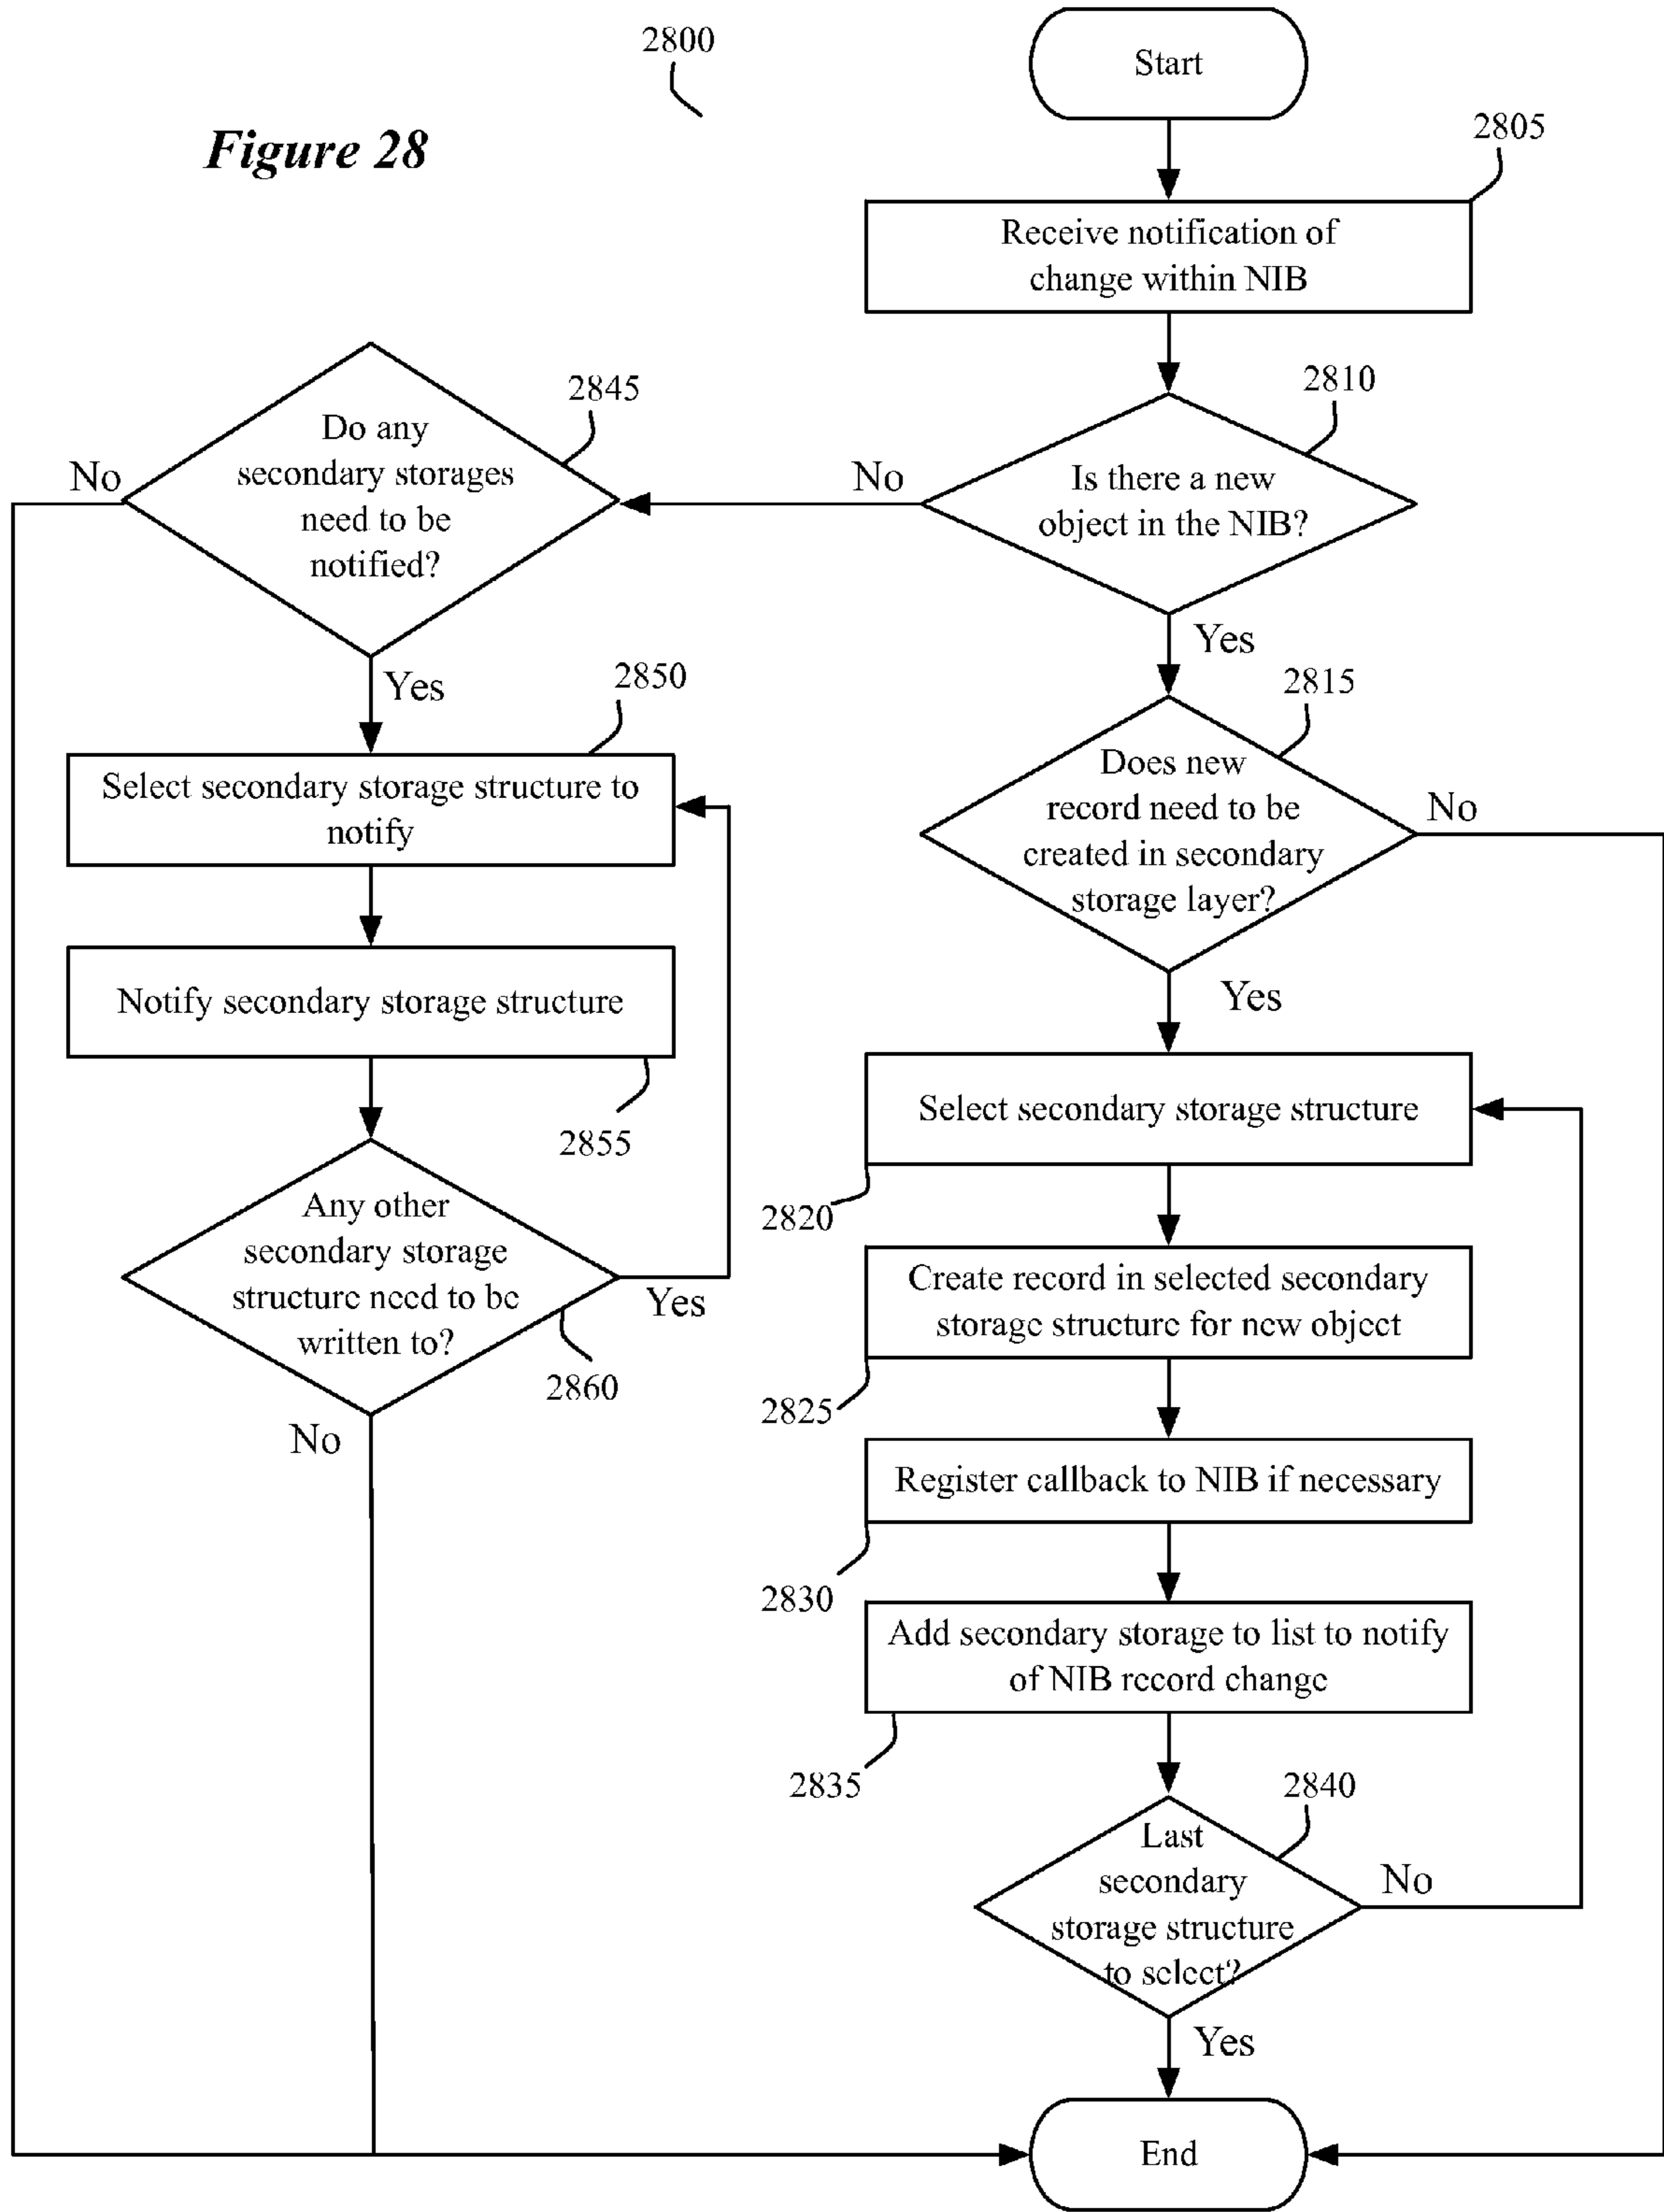 2800
Figure 28
Start
2805
Receive notification of
change within NIB
2810
Is there a new
object in the NIB?
No
Yes
2845
Do any
secondary storages
need to be
notified?
No
Yes
2850
Select secondary storage structure to
notify
Notify secondary storage structure
2855
Any other
secondary storage
structure need to be
written to?
Yes
2860
No
2815
Does new
record need to be
created in secondary
storage layer?
No
Yes
Select secondary storage structure
2820
Create record in selected secondary
storage structure for new object
2825
Register callback to NIB if necessary
2830
Add secondary storage to list to notify
of NIB record change
2835
2840
Last
secondary
storage structure
to select?
No
Yes
End